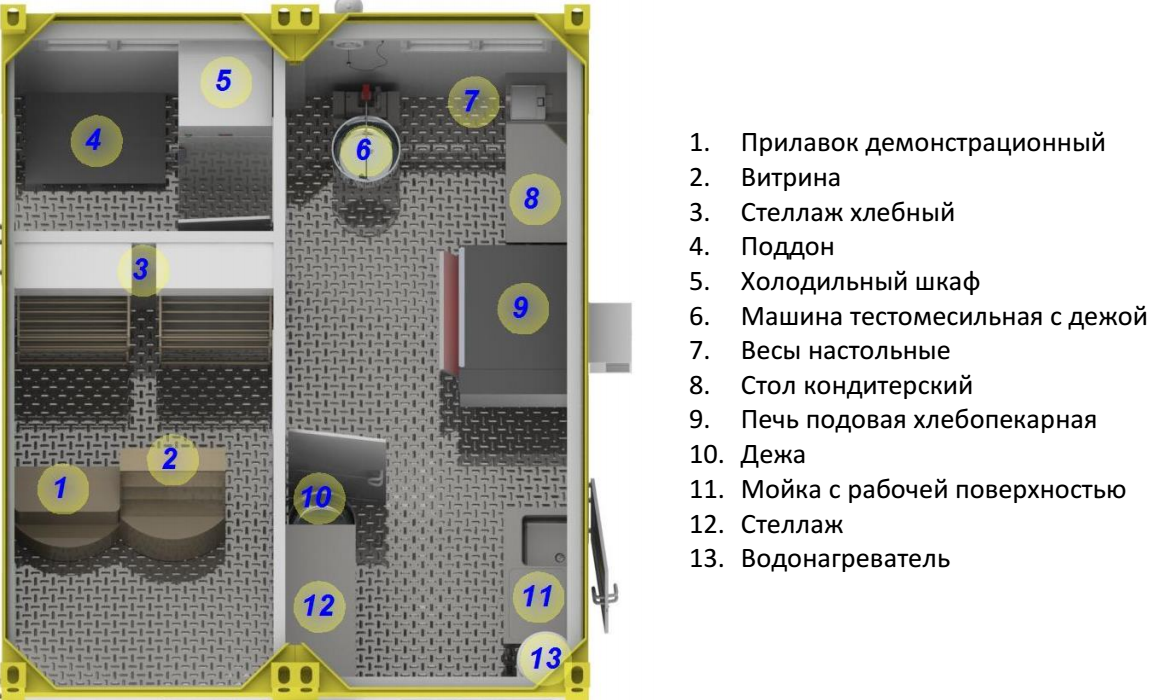 5
4
7
6
8
3
9
2
1
10
11
12
13
1. Прилавок демонстрационный
2. Витрина
3. Стеллаж хлебный
4. Поддон
5. Холодильный шкаф
6. Машина тестомесильная с дежой
7. Весы настольные
8. Стол кондитерский
9. Печь подовая хлебопекарная
10. Дежа
11. Мойка с рабочей поверхностью
12. Стеллаж
13. Водонагреватель